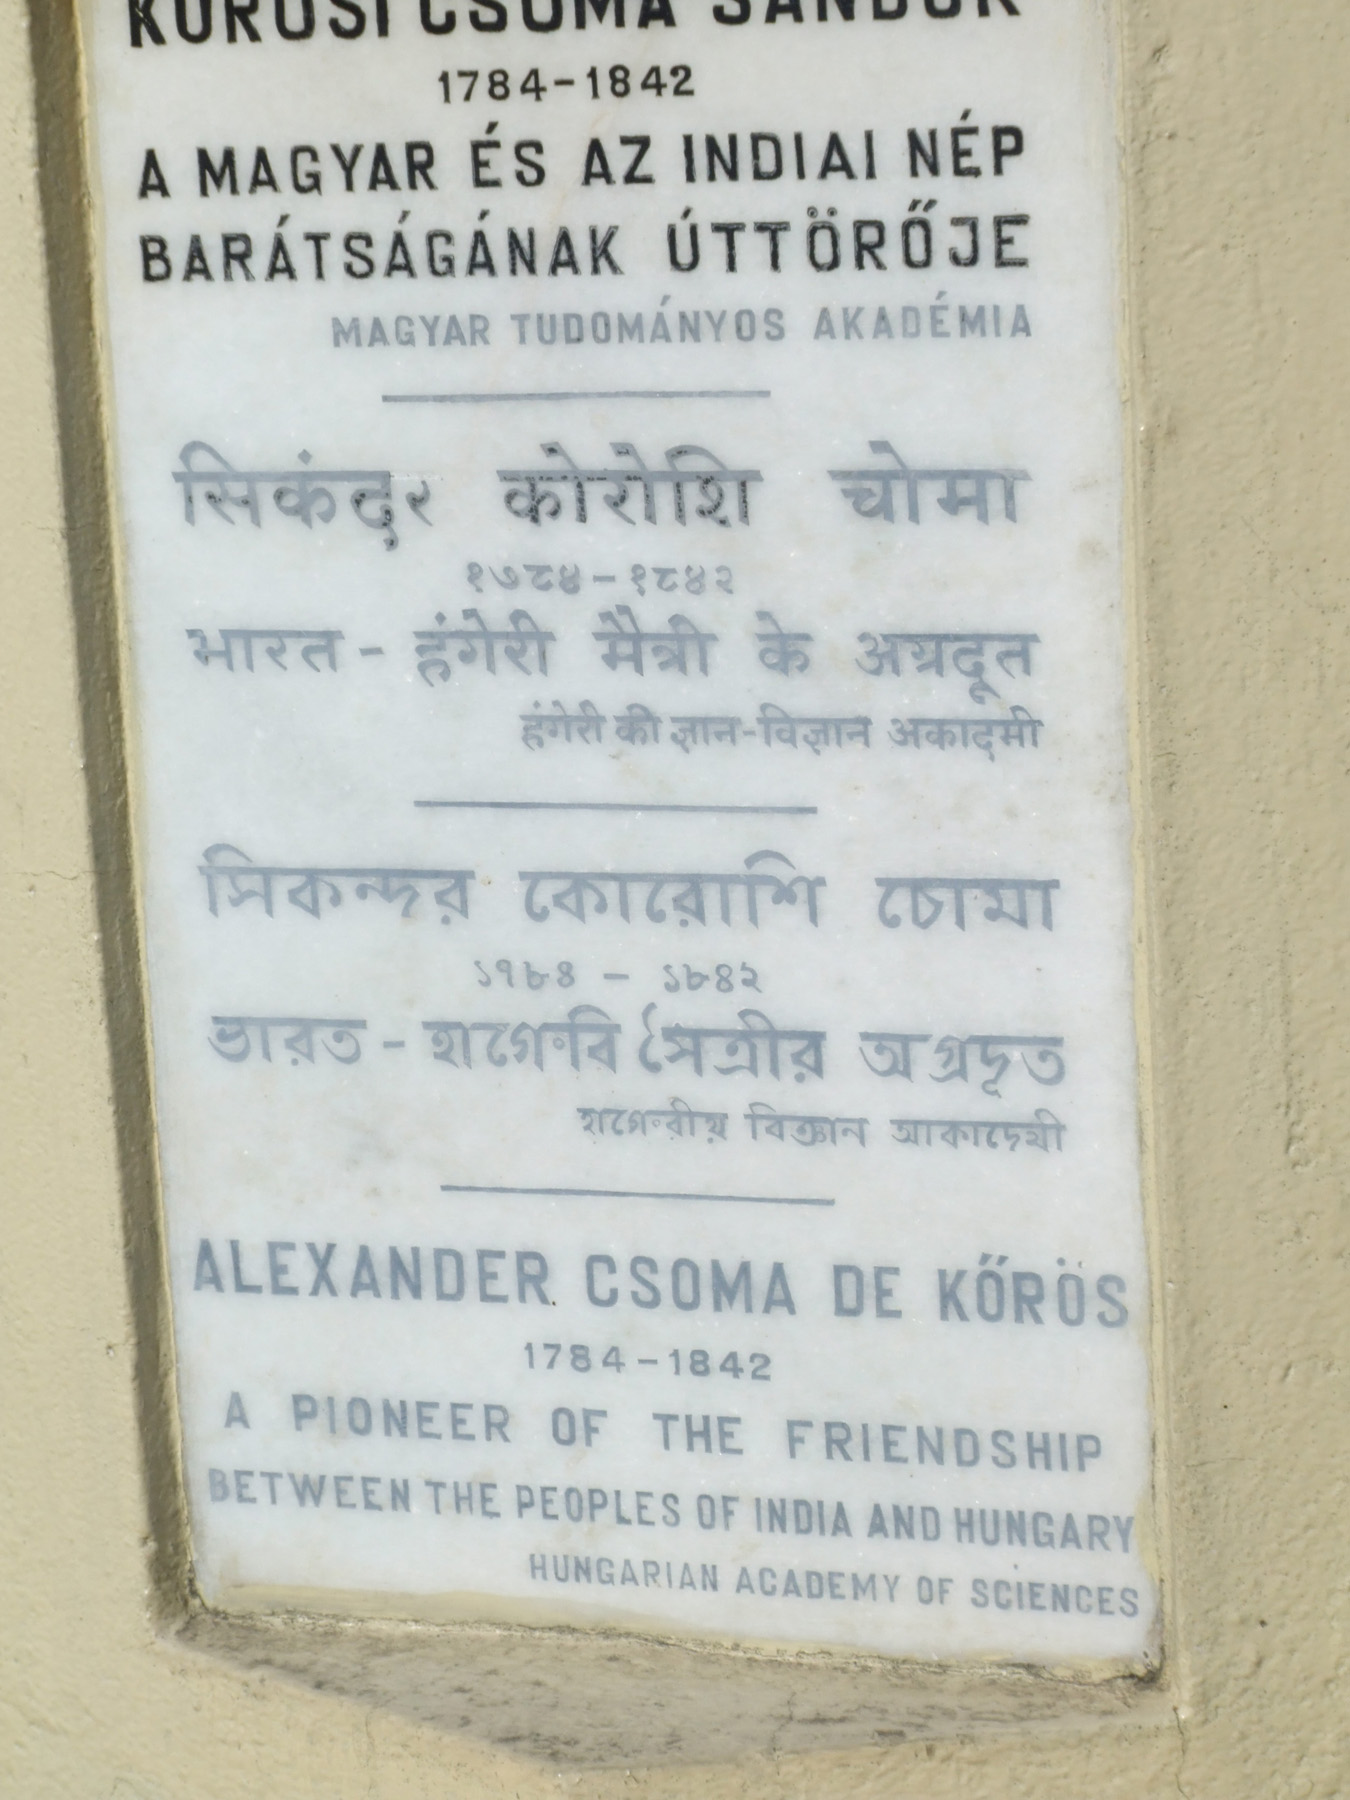 KŐRÖSI CSOMA SÁNDOR
1784-1842
A MAGYAR ÉS AZ INDIAI NÉP
BARÁTSÁGÁNAK ÚTTÖRŐJE
MAGYAR TUDOMÁNYOS AKADÉMIA
सिकंदर कोरोशि चोमा
१७८४-१८४२
भारत-हंगेरी मैत्री के अग्रदूत
हंगेरी की ज्ञान-विज्ञान अकादमी
সিকন্দর কোরোশি চোমা
১৭৮৪ - ১৮৪২
ভারত-হাগেংরি মৈত্রীর অগ্রদূত
হাগেংরীয় বিজ্ঞান আকাদেমী
ALEXANDER CSOMA DE KŐRÖS
1784-1842
A PIONEER OF THE FRIENDSHIP
BETWEEN THE PEOPLES OF INDIA AND HUNGARY
HUNGARIAN ACADEMY OF SCIENCES